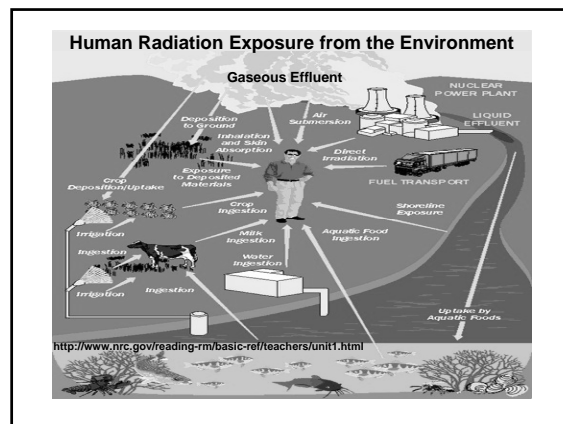 Human Radiation Exposure from the Environment
Gaseous Effluent
NUCLEAR
POWER PLANT
LIQUID
EFFLUENT
Deposition
to Ground
Air
Submersion
Inhalation
and Skin
Absorption
Direct
Irradiation
Exposure
to Deposited
Materials
FUEL TRANSPORT
Crop
Deposition/Uptake
Crop
Ingestion
Shoreline
Exposure
Irrigation
Milk
Ingestion
Aquatic Food
Ingestion
Ingestion
Water
Ingestion
Irrigation
Ingestion
Uptake by
Aquatic Foods
http://www.nrc.gov/reading-rm/basic-ref/teachers/unit1.html